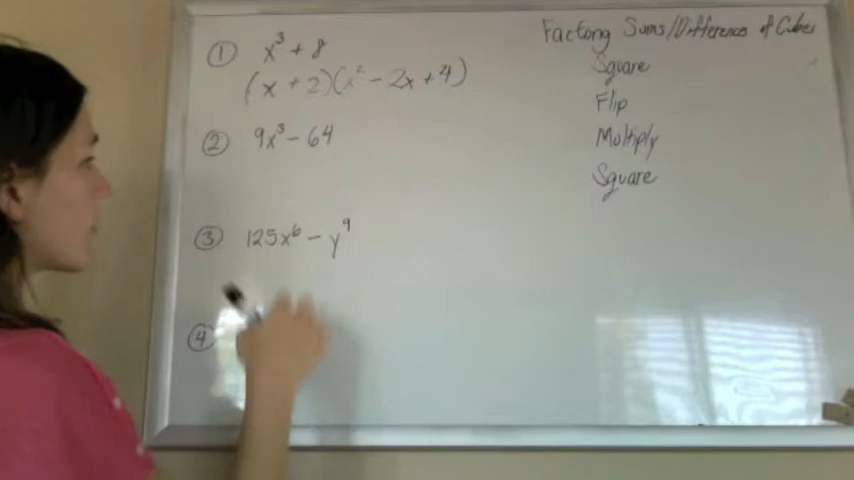 Factong Sums/Difference of Cubes
① x³ + 8
(x + 2)(x² - 2x + 4)
② 9x³ - 64
③ 125x⁶ - y⁹
④
Square
Flip
Multiply
Square